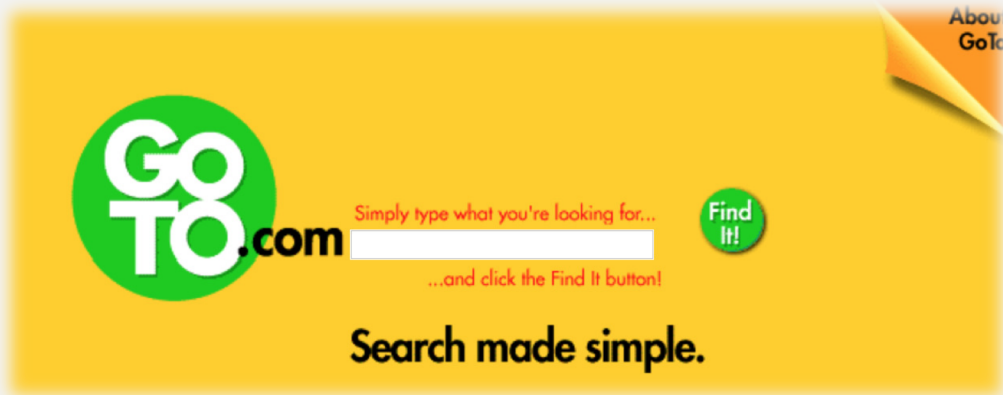 About
GoTo
GO
TO.com
Simply type what you're looking for...
Find
It!
...and click the Find It button!
Search made simple.